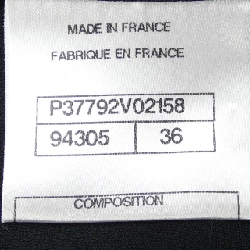 MADE IN FRANCE
FABRIQUE EN FRANCE
P37792V02158
94305 36
COMPOSITION